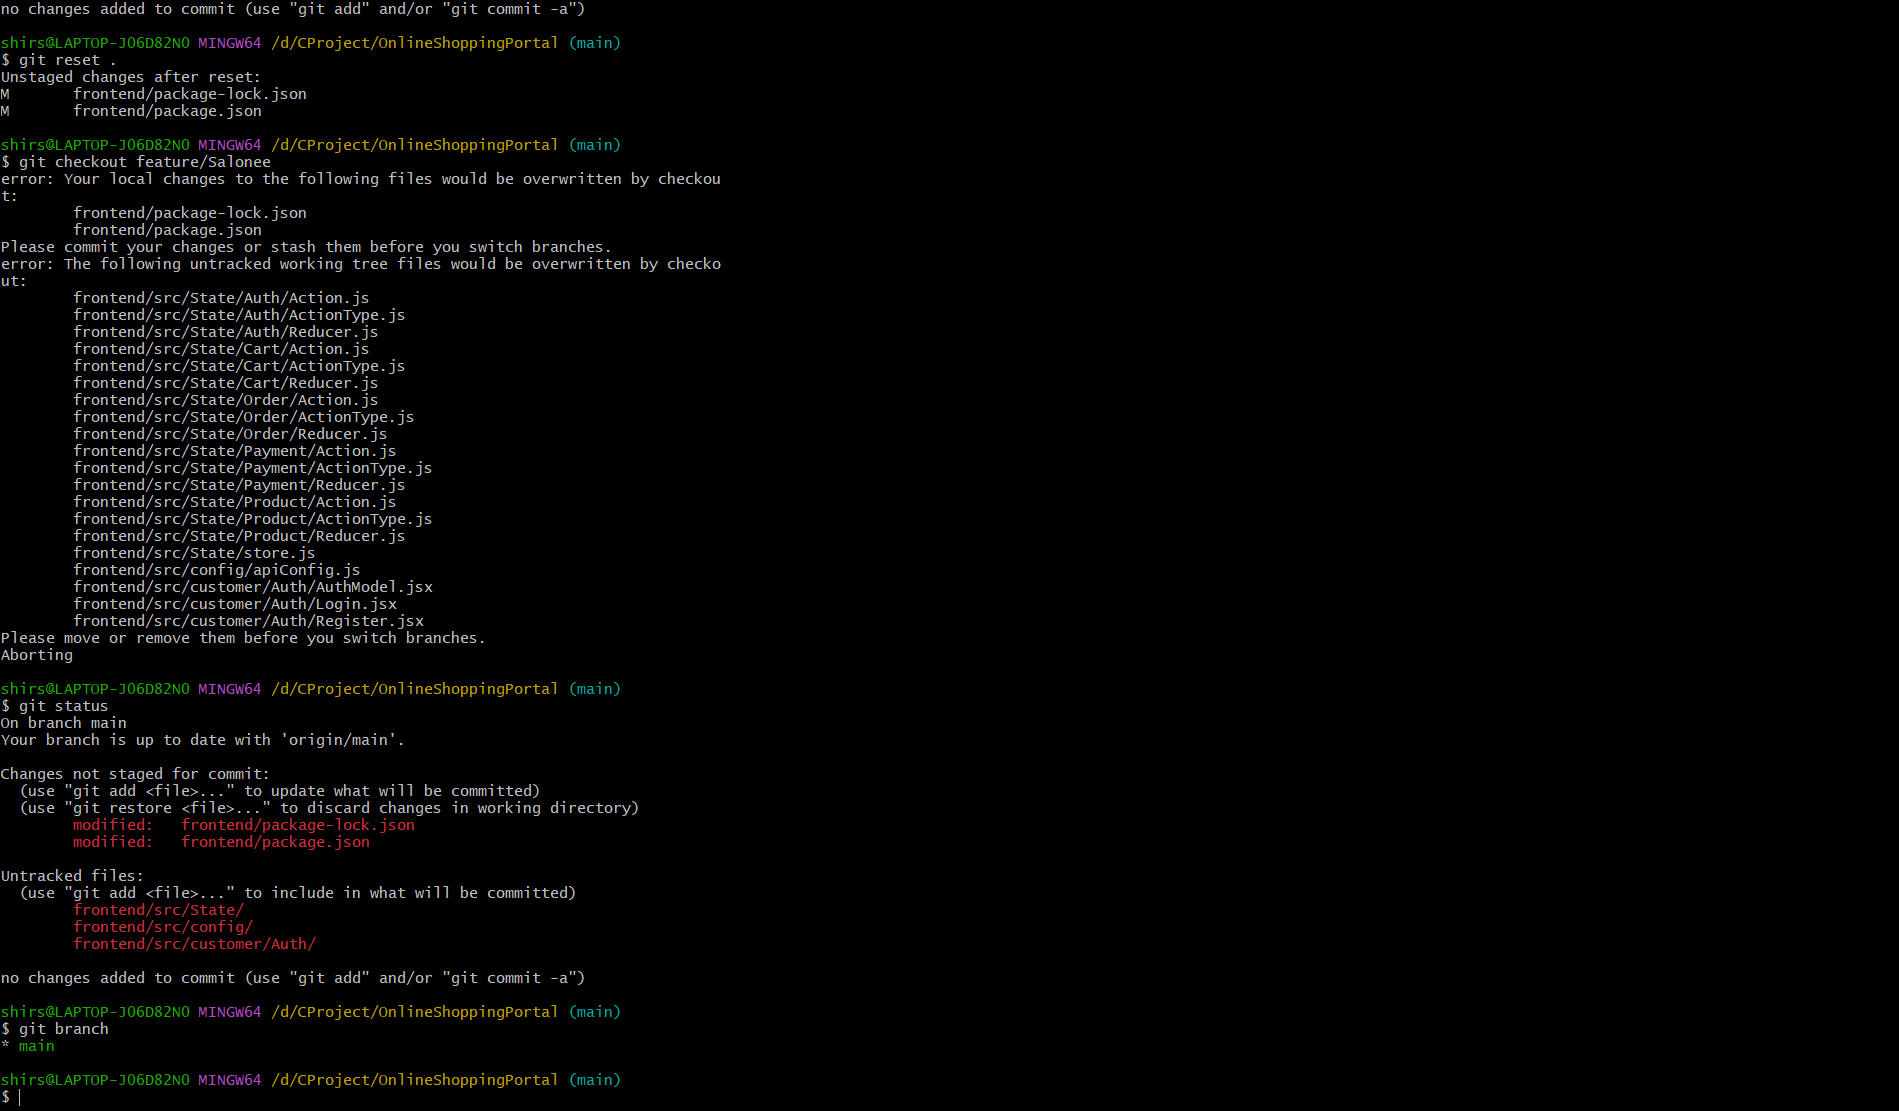 no changes added to commit (use "git add" and/or "git commit -a")
shirs@LAPTOP-JO6D82NO MINGW64 /d/CProject/OnlineShoppingPortal (main)
$ git reset .
Unstaged changes after reset:
M       frontend/package-lock.json
M       frontend/package.json
shirs@LAPTOP-JO6D82NO MINGW64 /d/CProject/OnlineShoppingPortal (main)
$ git checkout feature/Salonee
error: Your local changes to the following files would be overwritten by checkou
t:
        frontend/package-lock.json
        frontend/package.json
Please commit your changes or stash them before you switch branches.
error: The following untracked working tree files would be overwritten by checko
ut:
        frontend/src/State/Auth/Action.js
        frontend/src/State/Auth/ActionType.js
        frontend/src/State/Auth/Reducer.js
        frontend/src/State/Cart/Action.js
        frontend/src/State/Cart/ActionType.js
        frontend/src/State/Cart/Reducer.js
        frontend/src/State/Order/Action.js
        frontend/src/State/Order/ActionType.js
        frontend/src/State/Order/Reducer.js
        frontend/src/State/Payment/Action.js
        frontend/src/State/Payment/ActionType.js
        frontend/src/State/Payment/Reducer.js
        frontend/src/State/Product/Action.js
        frontend/src/State/Product/ActionType.js
        frontend/src/State/Product/Reducer.js
        frontend/src/State/store.js
        frontend/src/config/apiConfig.js
        frontend/src/customer/Auth/AuthModel.jsx
        frontend/src/customer/Auth/Login.jsx
        frontend/src/customer/Auth/Register.jsx
Please move or remove them before you switch branches.
Aborting
shirs@LAPTOP-JO6D82NO MINGW64 /d/CProject/OnlineShoppingPortal (main)
$ git status
On branch main
Your branch is up to date with 'origin/main'.
Changes not staged for commit:
  (use "git add <file>..." to update what will be committed)
  (use "git restore <file>..." to discard changes in working directory)
        modified:   frontend/package-lock.json
        modified:   frontend/package.json
Untracked files:
  (use "git add <file>..." to include in what will be committed)
        frontend/src/State/
        frontend/src/config/
        frontend/src/customer/Auth/
no changes added to commit (use "git add" and/or "git commit -a")
shirs@LAPTOP-JO6D82NO MINGW64 /d/CProject/OnlineShoppingPortal (main)
$ git branch
* main
shirs@LAPTOP-JO6D82NO MINGW64 /d/CProject/OnlineShoppingPortal (main)
$